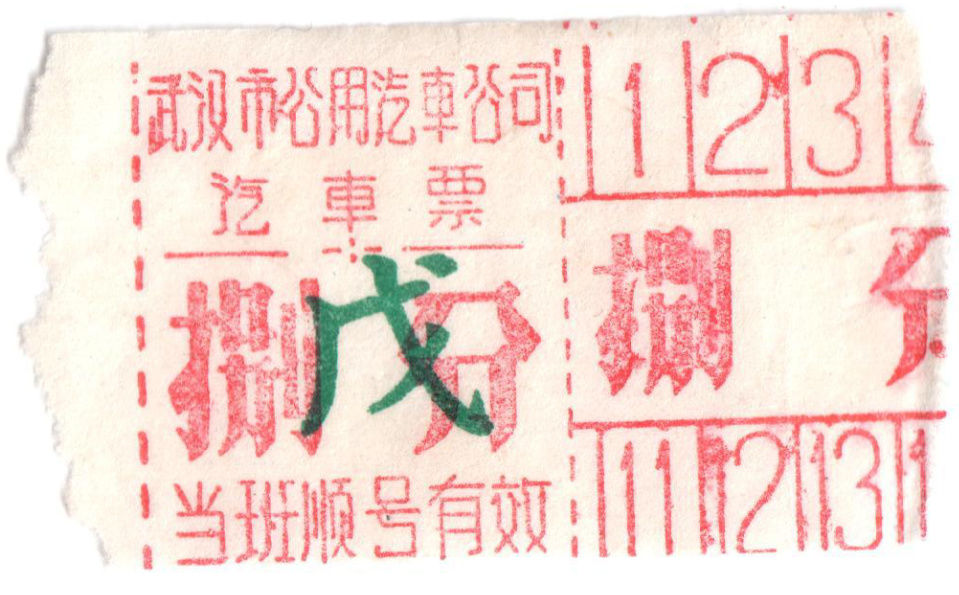 武汉市公用汽車公司
汽車票
捌分
戊
当班顺号有效
1 2 3
捌 分
11 12 13